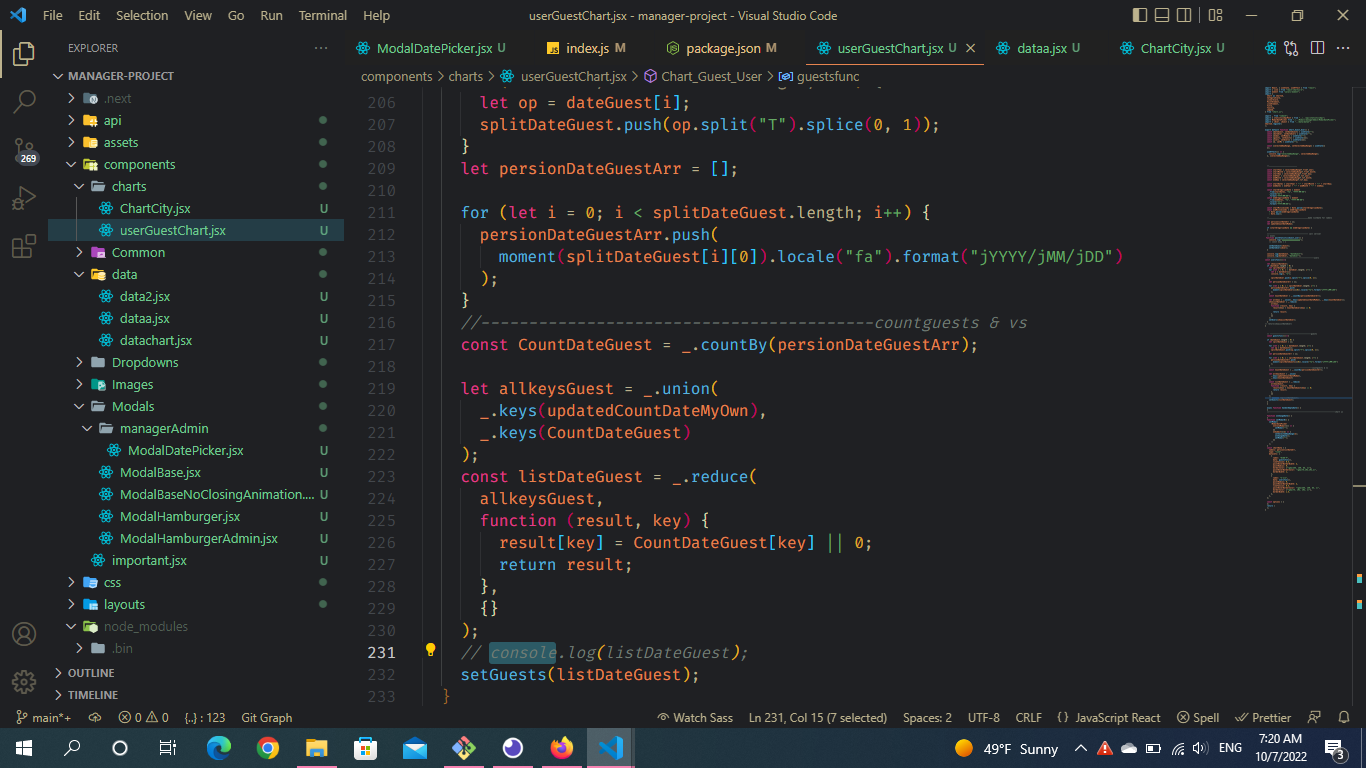 File Edit Selection View Go Run Terminal Help userGuestChart.jsx - manager-project - Visual Studio Code
EXPLORER
MANAGER-PROJECT
.next
api
assets
components
charts
ChartCity.jsx U
userGuestChart.jsx U
Common
data
data2.jsx U
dataa.jsx U
datachart.jsx U
Dropdowns
Images
Modals
managerAdmin
ModalDatePicker.jsx U
ModalBase.jsx U
ModalBaseNoClosingAnimation.... U
ModalHamburger.jsx U
ModalHamburgerAdmin.jsx U
important.jsx U
css
layouts
node_modules
.bin
OUTLINE
TIMELINE
269
ModalDatePicker.jsx U index.js M package.json M userGuestChart.jsx U dataa.jsx U ChartCity.jsx U
components > charts > userGuestChart.jsx > Chart_Guest_User > guestsfunc
206 let op = dateGuest[i];
207 splitDateGuest.push(op.split("T").splice(0, 1));
208 }
209 let persionDateGuestArr = [];
210
211 for (let i = 0; i < splitDateGuest.length; i++) {
212 persionDateGuestArr.push(
213 moment(splitDateGuest[i][0]).locale("fa").format("jYYYY/jMM/jDD")
214 );
215 }
216 //-----------------------------------------countguests & vs
217 const CountDateGuest = _.countBy(persionDateGuestArr);
218
219 let allkeysGuest = _.union(
220 _.keys(updatedCountDateMyOwn),
221 _.keys(CountDateGuest)
222 );
223 const listDateGuest = _.reduce(
224 allkeysGuest,
225 function (result, key) {
226 result[key] = CountDateGuest[key] || 0;
227 return result;
228 },
229 {}
230 );
231 // console.log(listDateGuest);
232 setGuests(listDateGuest);
233 }
main*+ 0 0 {..} : 123 Git Graph Watch Sass Ln 231, Col 15 (7 selected) Spaces: 2 UTF-8 CRLF {} JavaScript React Spell Prettier
49°F Sunny ENG 7:20 AM
10/7/2022
3